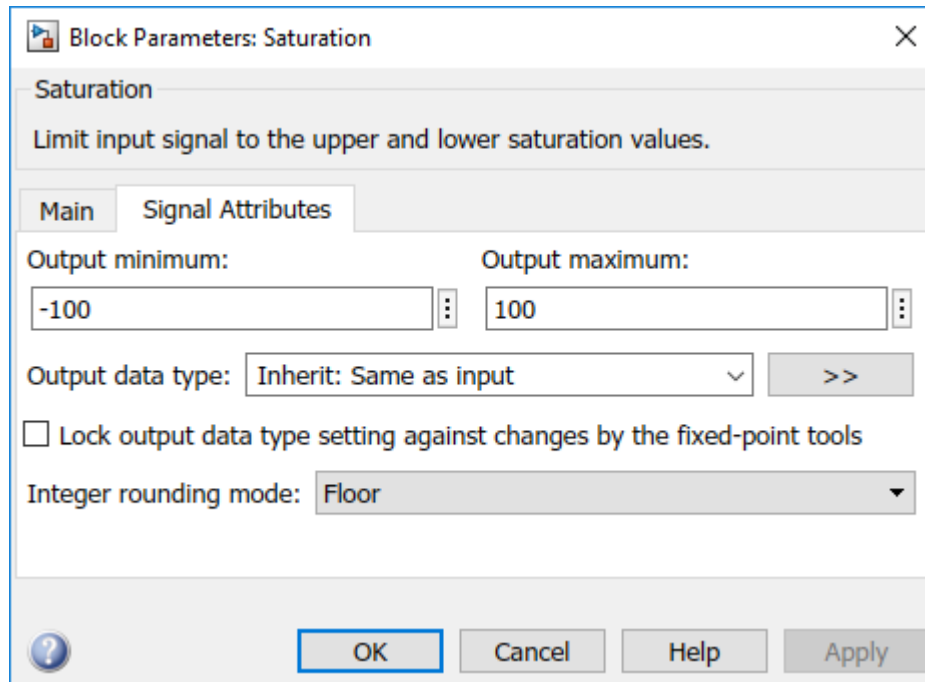 Block Parameters: Saturation
Saturation
Limit input signal to the upper and lower saturation values.
Main Signal Attributes
Output minimum: Output maximum:
-100 100
Output data type: Inherit: Same as input >>
Lock output data type setting against changes by the fixed-point tools
Integer rounding mode: Floor
? OK Cancel Help Apply